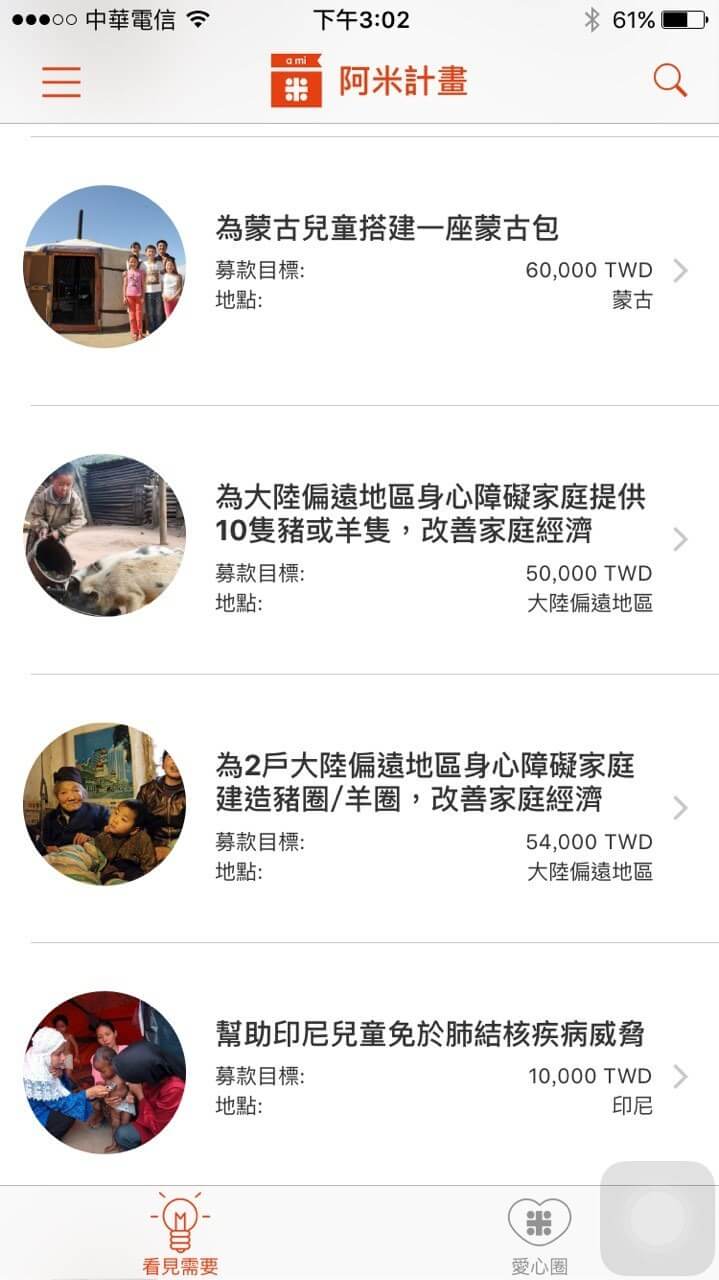 中華電信
下午3:02
61%
a mi
阿米計畫
為蒙古兒童搭建一座蒙古包
募款目標: 60,000 TWD
地點: 蒙古
為大陸偏遠地區身心障礙家庭提供
10隻豬或羊隻，改善家庭經濟
募款目標: 50,000 TWD
地點: 大陸偏遠地區
為2戶大陸偏遠地區身心障礙家庭
建造豬圈/羊圈，改善家庭經濟
募款目標: 54,000 TWD
地點: 大陸偏遠地區
幫助印尼兒童免於肺結核疾病威脅
募款目標: 10,000 TWD
地點: 印尼
看見需要
愛心圈